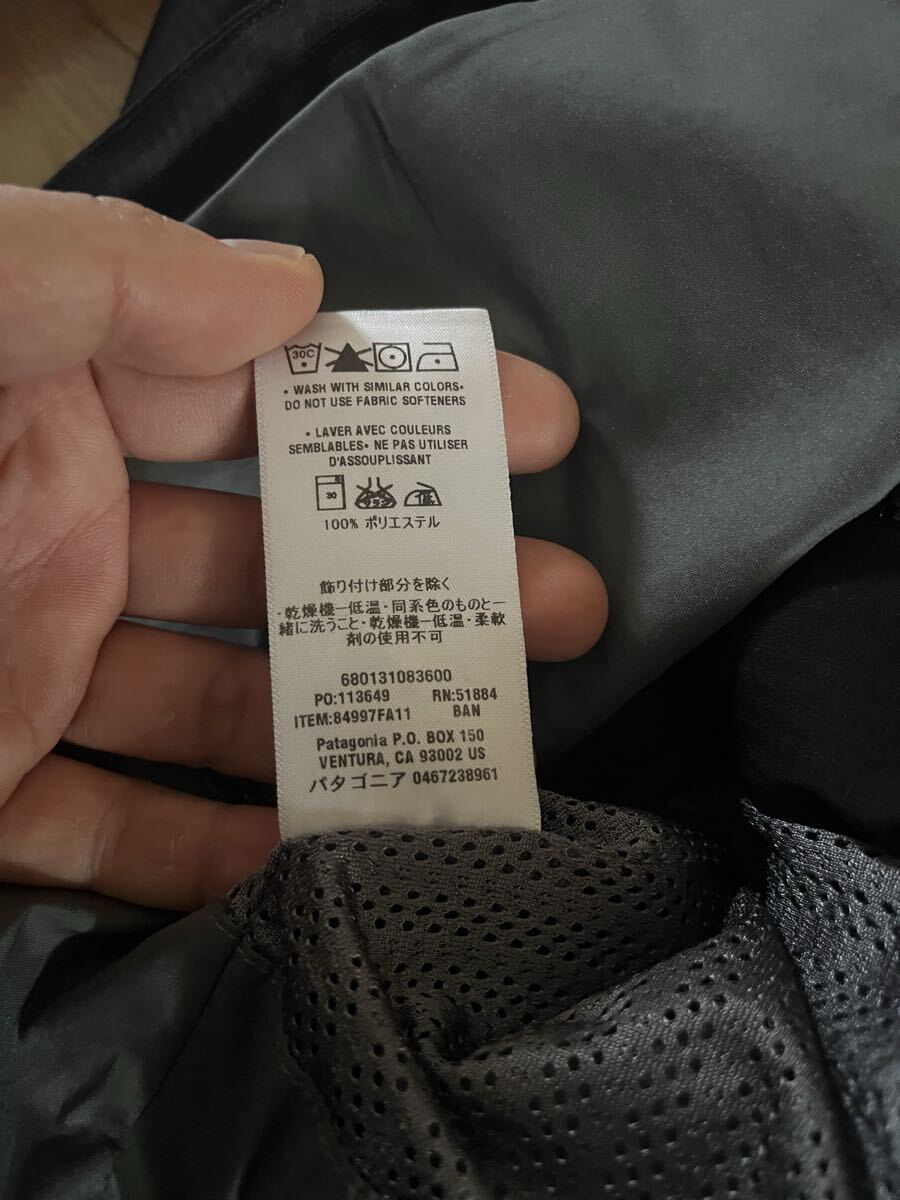 30C
• WASH WITH SIMILAR COLORS•
DO NOT USE FABRIC SOFTENERS
• LAVER AVEC COULEURS
SEMBLABLES• NE PAS UTILISER
D'ASSOUPLISSANT
30 低
100% ポリエステル
飾り付け部分を除く
・乾燥機ー低温・同系色のものと一
緒に洗うこと・乾燥機ー低温・柔軟
剤の使用不可
680131083600
PO:113649 RN:51884
ITEM:84997FA11 BAN
Patagonia P.O. BOX 150
VENTURA, CA 93002 US
パタゴニア 0467238961